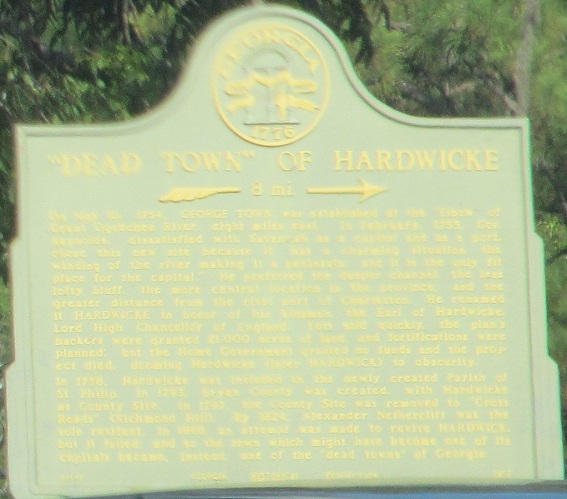 GEORGIA
1776
"DEAD TOWN" OF HARDWICKE
8 mi.
On May 10, 1754, GEORGE TOWN was established at the "Elbow" of
Great Ogeechee River, eight miles east. In February, 1755, Gov.
Reynolds, dissatisfied with Savannah as a capital and as a port,
chose this new site because it "has a charming situation, the
winding of the river making it a peninsula; and it is the only fit
place for the capital." He preferred the deeper channel, the less
lofty bluff, the more central location in the province, and the
greater distance from the rival port of Charleston. He renamed
it HARDWICKE in honor of his kinsman, the Earl of Hardwicke,
Lord High Chancellor of England. Lots sold quickly, the plan's
backers were granted 21,000 acres of land, and fortifications were
planned; but the Home Government granted no funds and the proj-
ect died, dooming Hardwicke (later HARDWICK) to obscurity.
In 1758, Hardwicke was included in the newly created Parish of
St. Philip. In 1793, Bryan County was created, with Hardwicke
as County Site. In 1797, the County Site was removed to "Cross
Roads" (Richmond Hill). By 1824, Alexander Netherclift was the
sole resident. In 1866, an attempt was made to revive HARDWICK,
but it failed, and so the town which might have become one of its
capitals became, instead, one of the "dead towns" of Georgia.
GEORGIA HISTORICAL COMMISSION